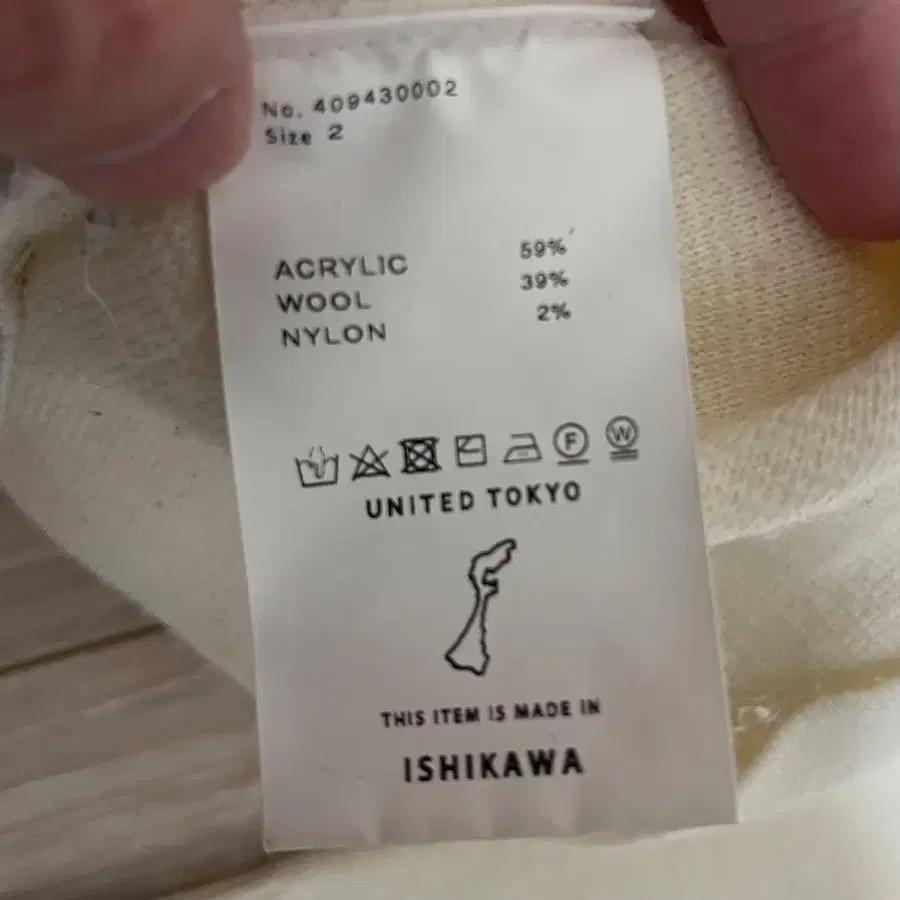 No. 409430002
Size 2
ACRYLIC 59%
WOOL 39%
NYLON 2%
F W
UNITED TOKYO
THIS ITEM IS MADE IN
ISHIKAWA